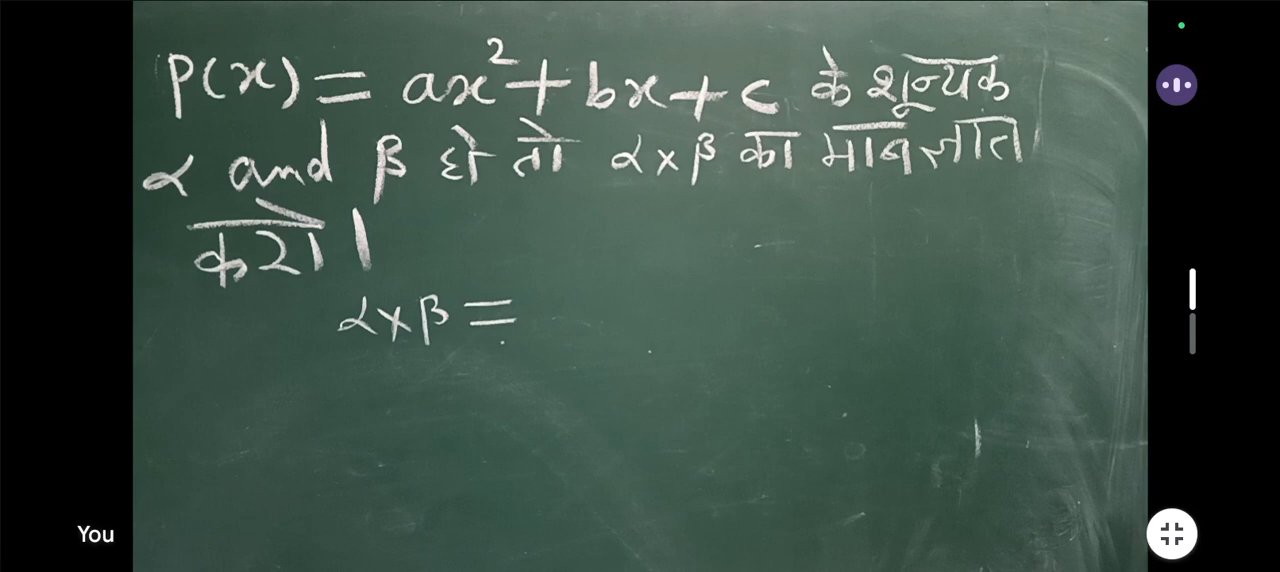 P(x) = ax² + bx + c के शून्यक
α and β हो तो α × β का मान ज्ञात
करो।
α × β =
You